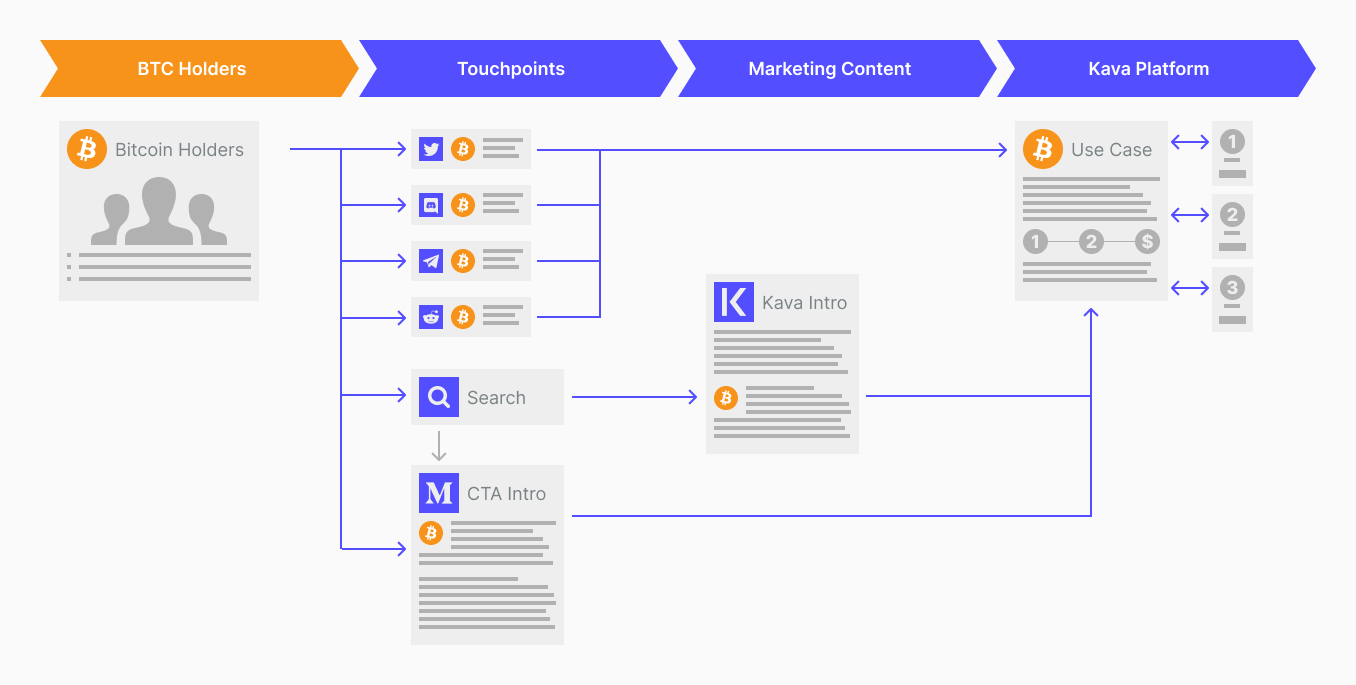 BTC Holders
Touchpoints
Marketing Content
Kava Platform
Bitcoin Holders
Use Case
1
2
$
1
2
3
Kava Intro
Search
CTA Intro